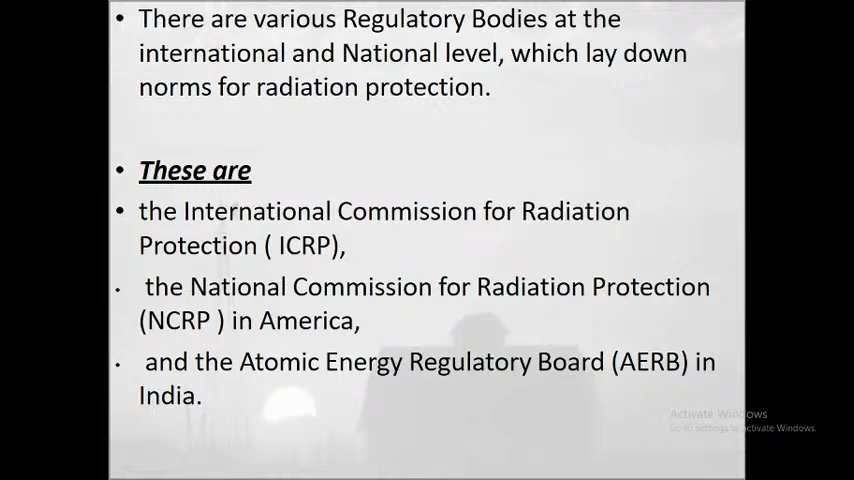 • There are various Regulatory Bodies at the
international and National level, which lay down
norms for radiation protection.
• These are
• the International Commission for Radiation
Protection ( ICRP),
• the National Commission for Radiation Protection
(NCRP ) in America,
• and the Atomic Energy Regulatory Board (AERB) in
India.
Activate Windows
Go to Settings to activate Windows.